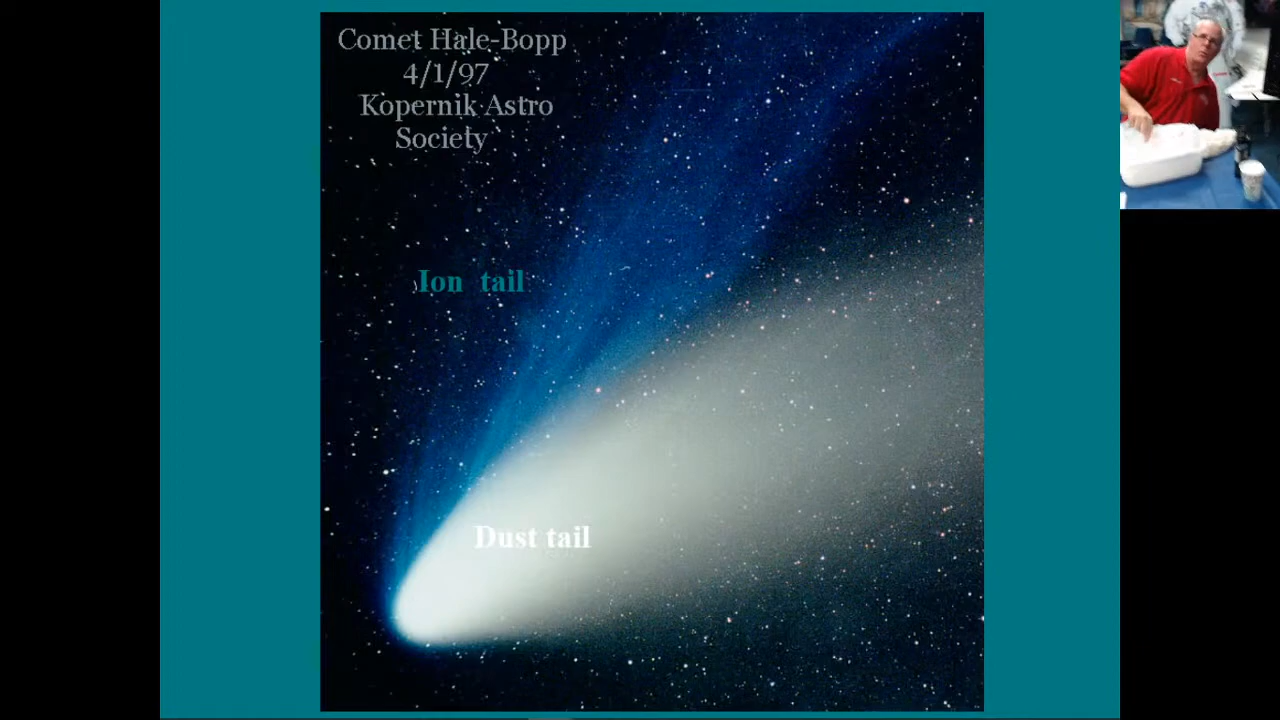 Comet Hale-Bopp
4/1/97
Kopernik Astro
Society
Ion tail
Dust tail